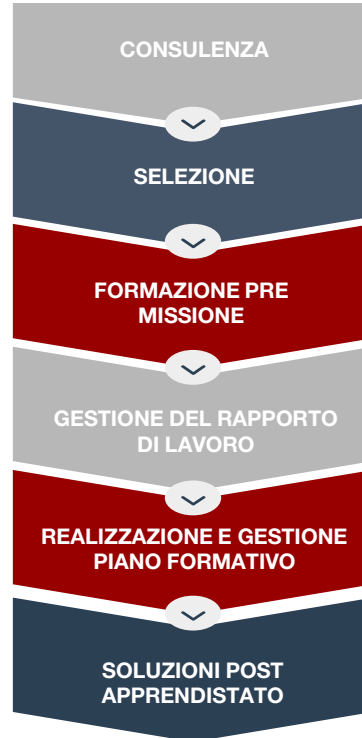 CONSULENZA
SELEZIONE
FORMAZIONE PRE
MISSIONE
GESTIONE DEL RAPPORTO
DI LAVORO
REALIZZAZIONE E GESTIONE
PIANO FORMATIVO
SOLUZIONI POST
APPRENDISTATO